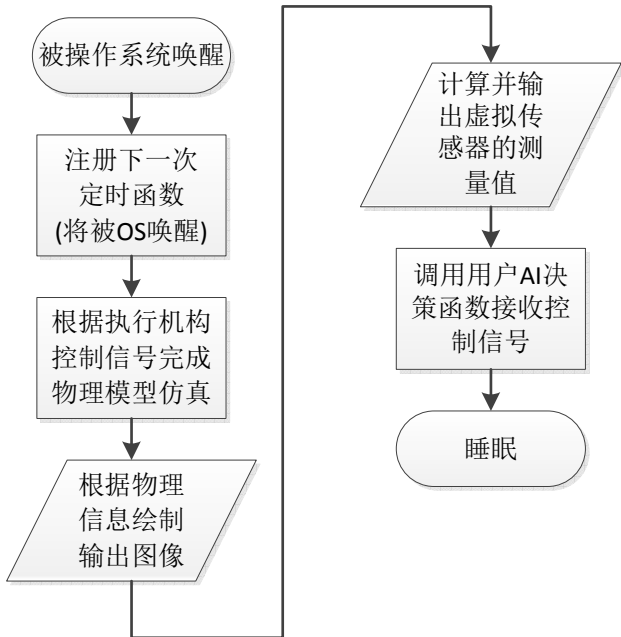 被操作系统唤醒
注册下一次
定时函数
(将被OS唤醒)
根据执行机构
控制信号完成
物理模型仿真
根据物理
信息绘制
输出图像
计算并输
出虚拟传
感器的测
量值
调用用户AI决
策函数接收控
制信号
睡眠